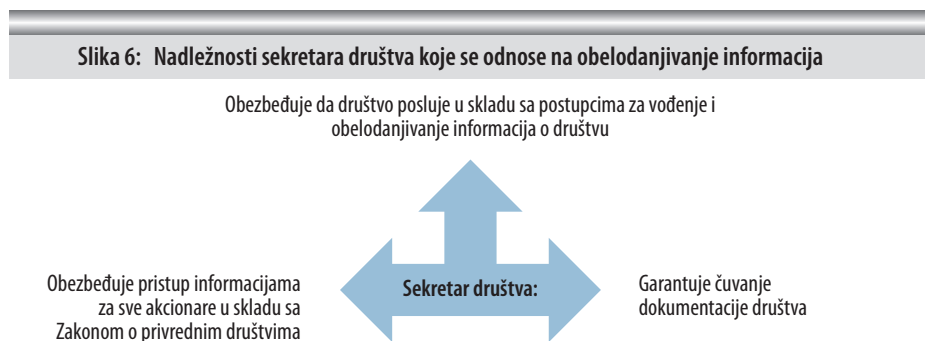 Slika 6: Nadležnosti sekretara društva koje se odnose na obelodanjivanje informacija
Obezbeđuje da društvo posluje u skladu sa postupcima za vođenje i
obelodanjivanje informacija o društvu
Obezbeđuje pristup informacijama
za sve akcionare u skladu sa
Zakonom o privrednim društvima
Sekretar društva:
Garantuje čuvanje
dokumentacije društva